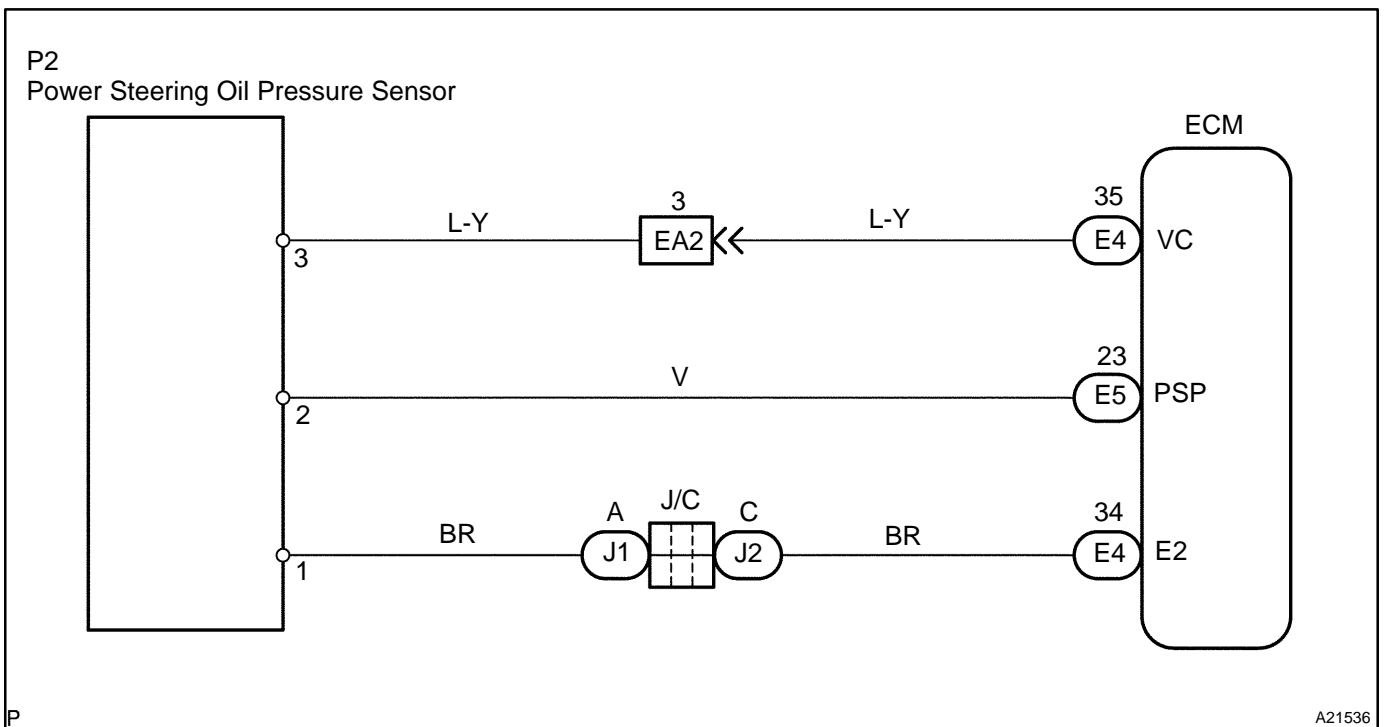 P2
Power Steering Oil Pressure Sensor
ECM
3
35
L-Y
EA2
L-Y
E4
VC
3
23
V
E5
PSP
2
A
J/C
C
34
BR
J1
J2
BR
E4
E2
1
P
A21536